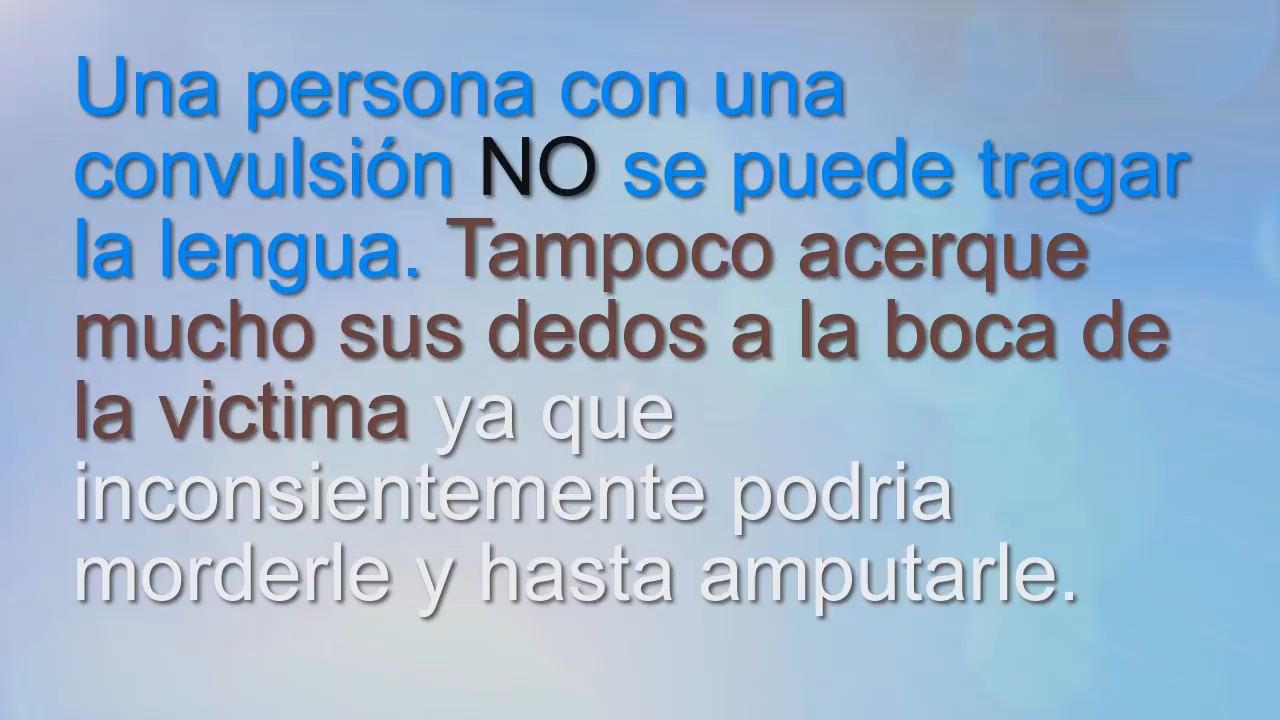 Una persona con una
convulsión NO se puede tragar
la lengua. Tampoco acerque
mucho sus dedos a la boca de
la victima ya que
inconsientemente podria
morderle y hasta amputarle.